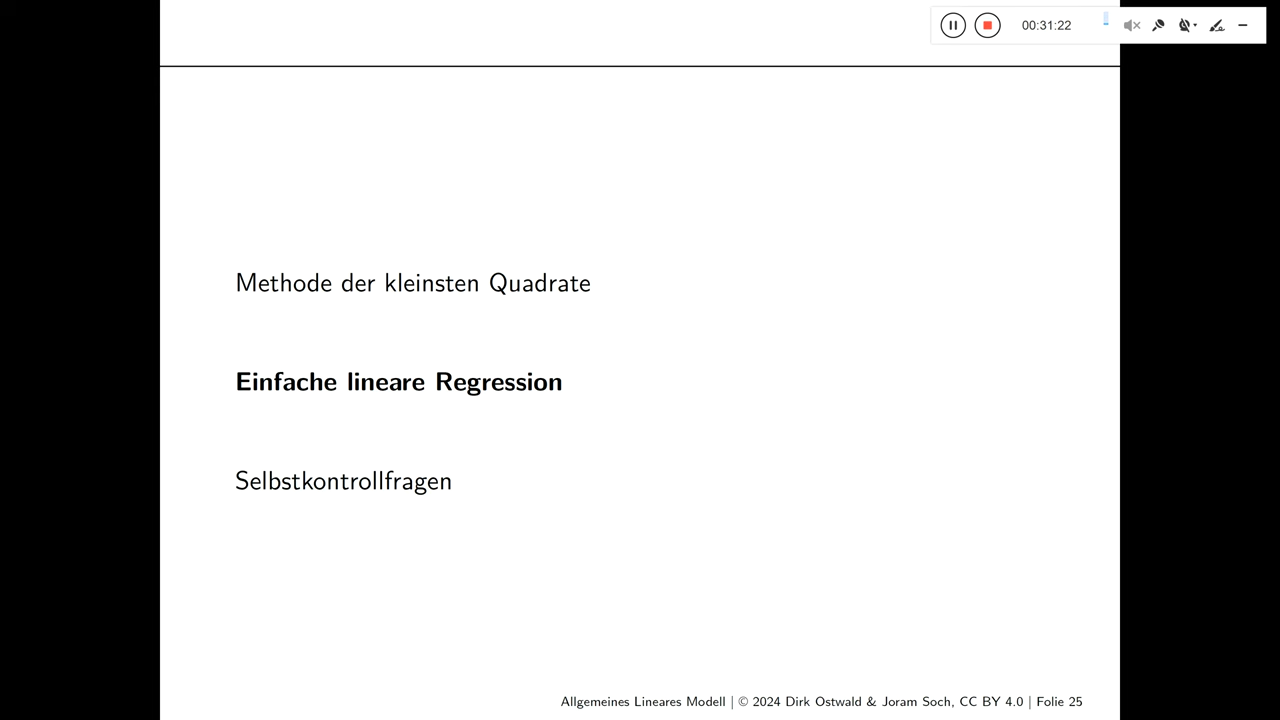 00:31:22
Methode der kleinsten Quadrate
Einfache lineare Regression
Selbstkontrollfragen
Allgemeines Lineares Modell | © 2024 Dirk Ostwald & Joram Soch, CC BY 4.0 | Folie 25